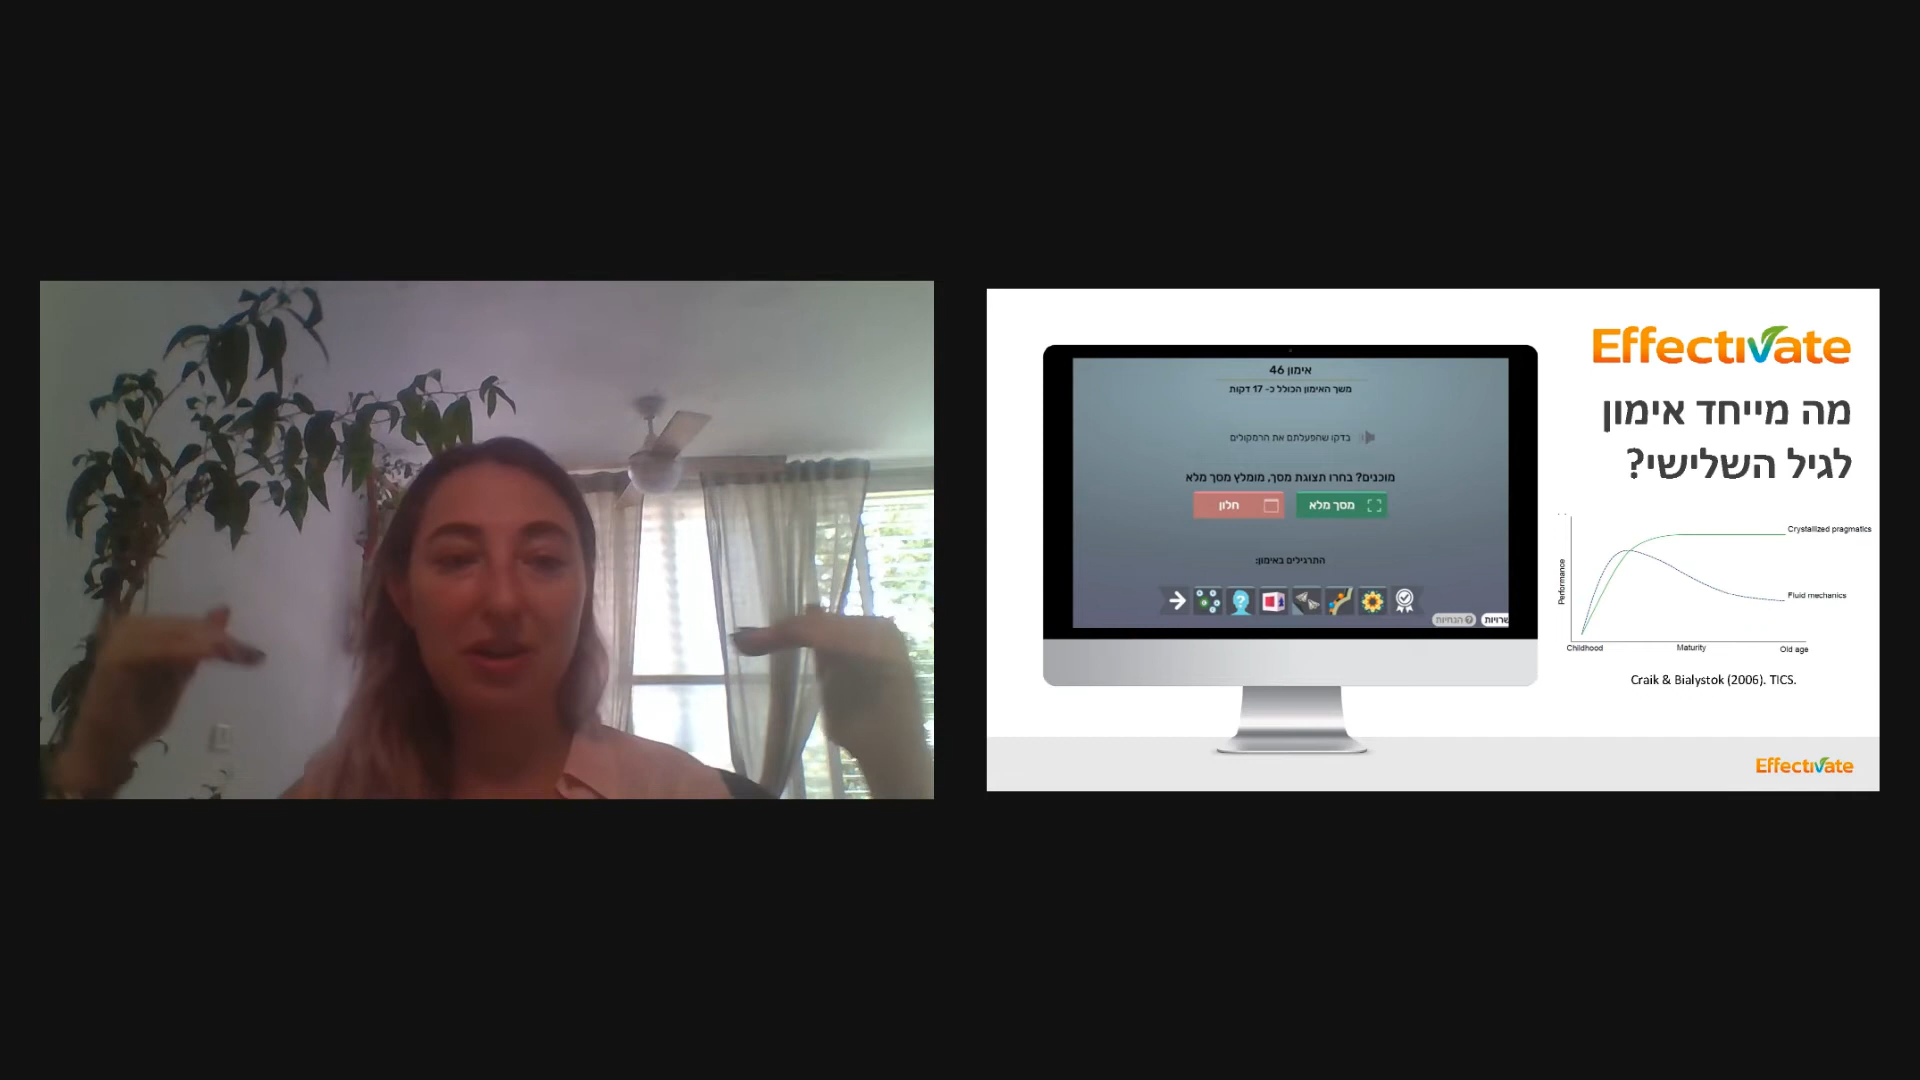 Effectivate
מה מייחד אימון
לגיל השלישי?
אימון 46
משך האימון הכולל כ- 17 דקות
בדקו שהפעלתם את הרמקולים
מוכנים? בחרו תצוגת מסך, מומלץ מסך מלא
מסך מלא
חלון
התרגילים באימון:
הנחיות
Crystallized pragmatics
Fluid mechanics
Performance
Childhood
Maturity
Old age
Craik & Bialystok (2006). TICS.
Effectivate